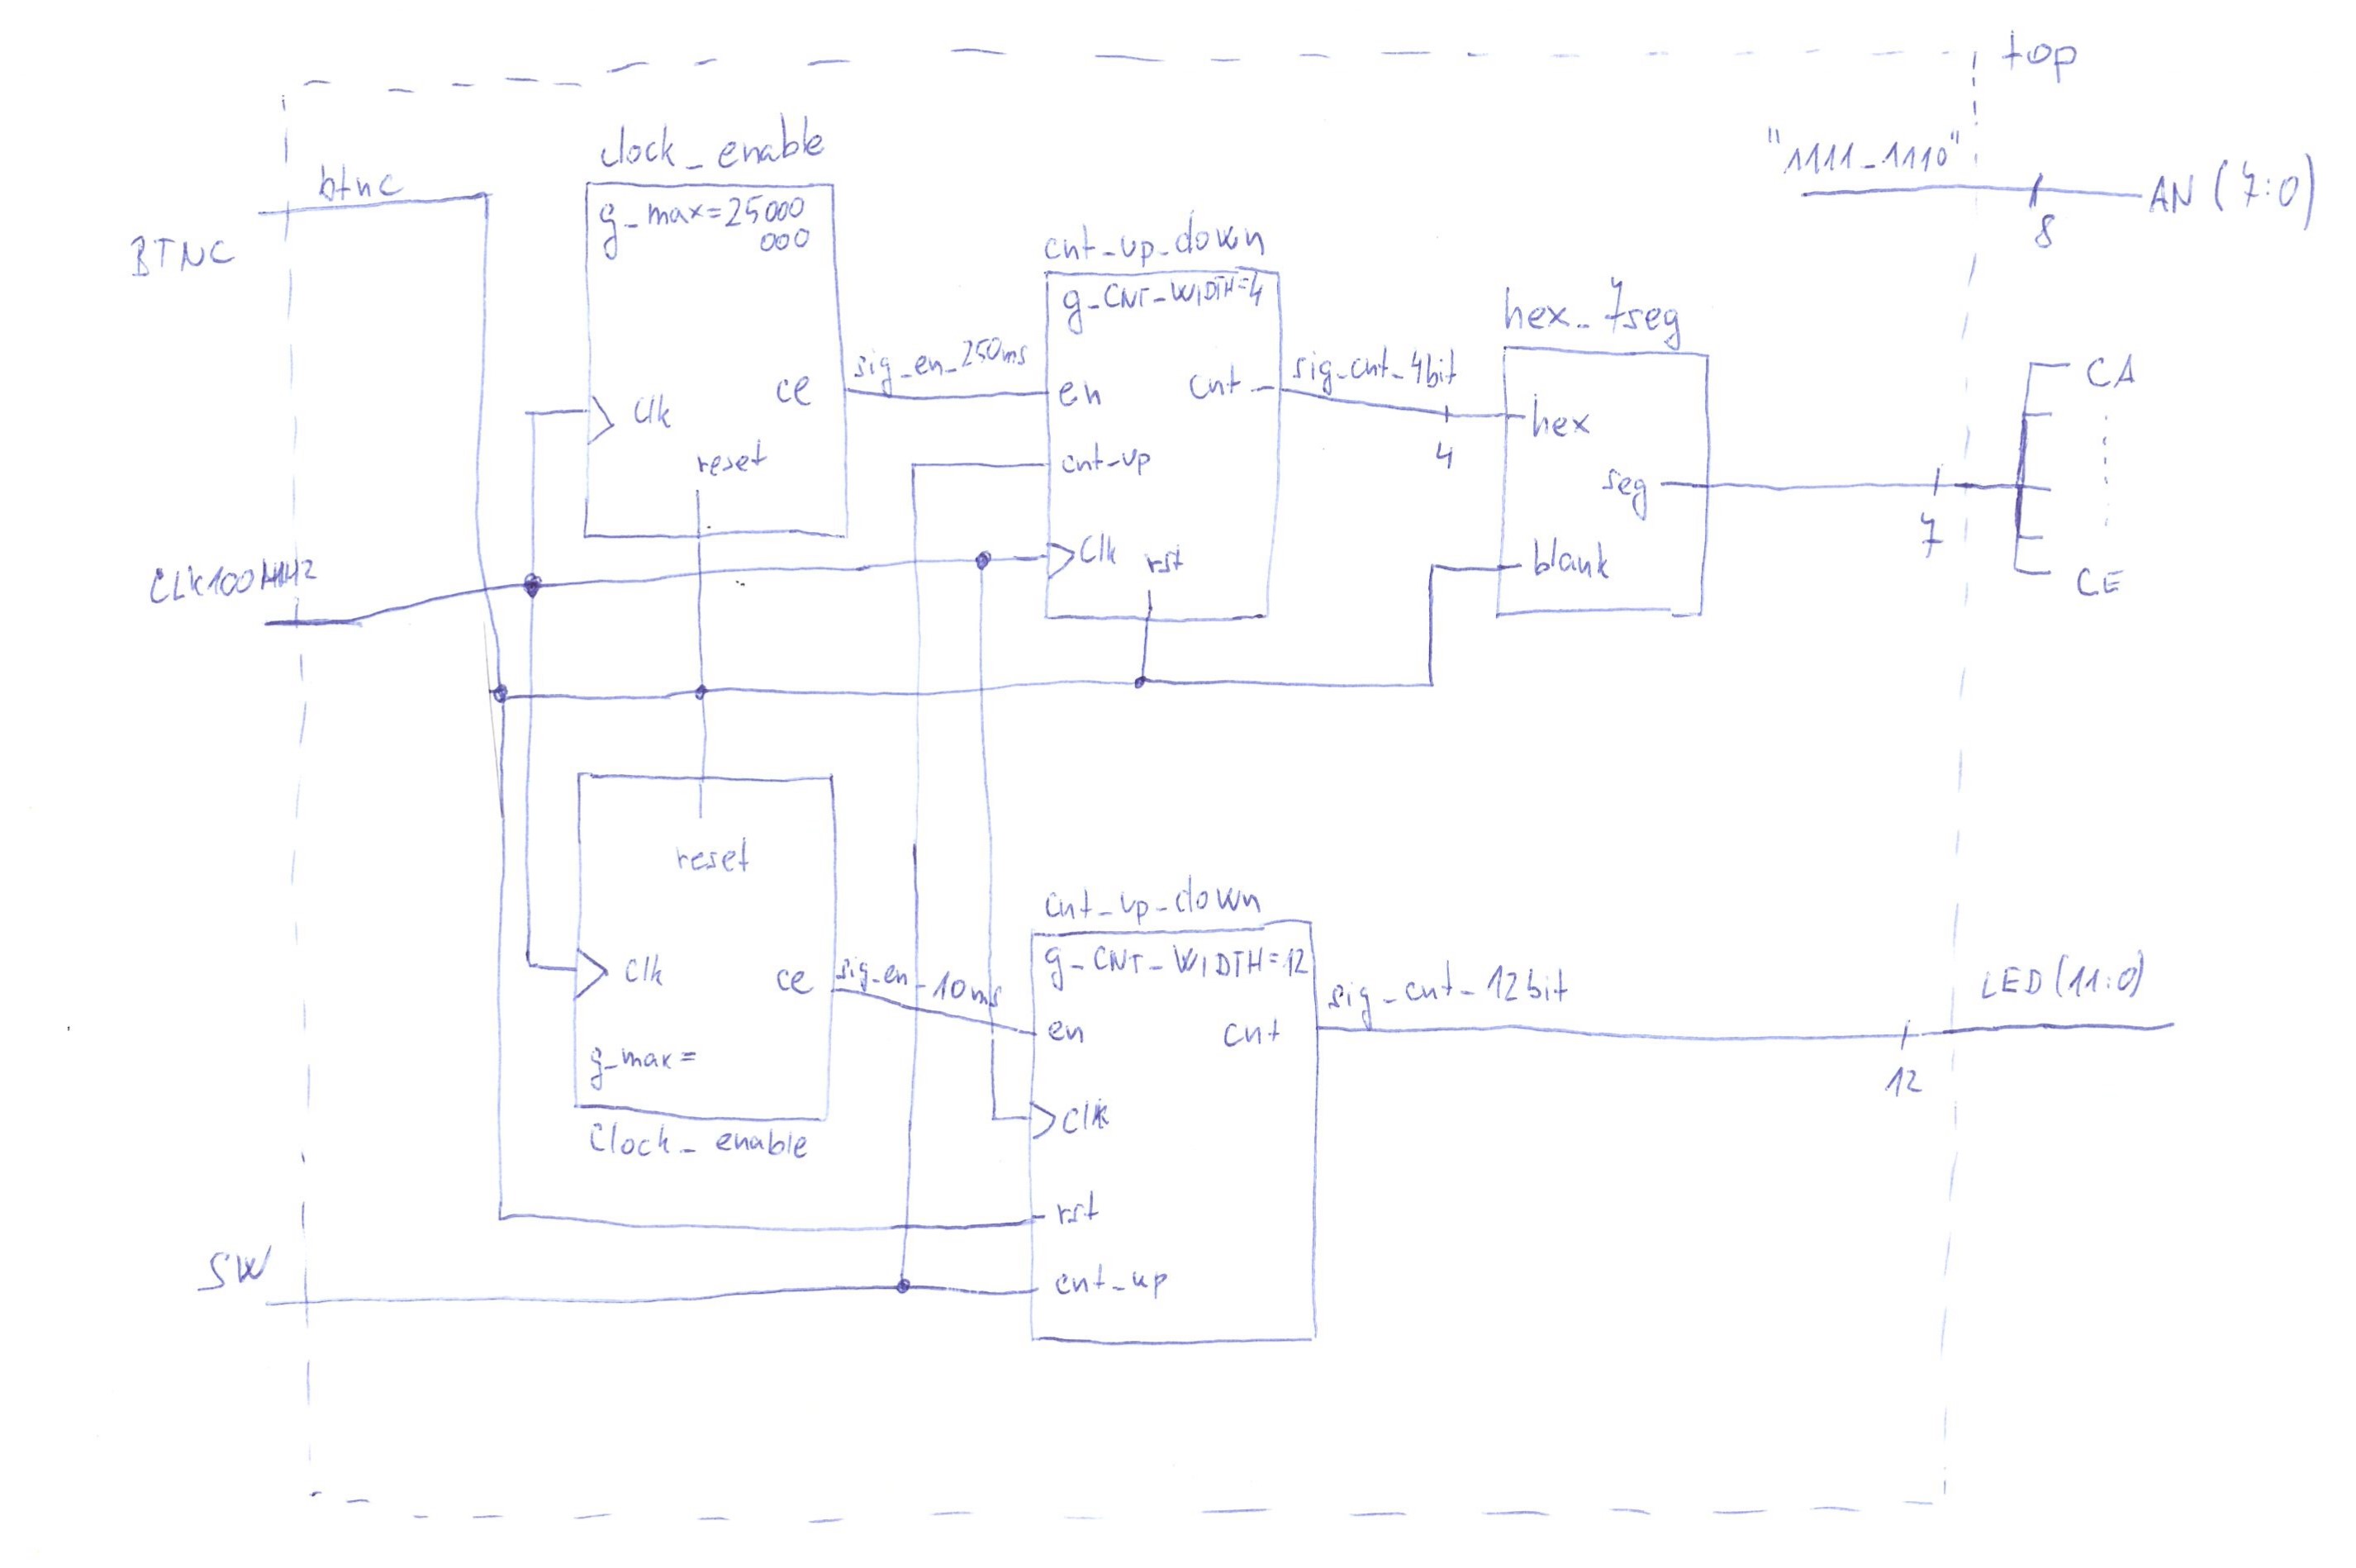 top
"1111_1110"
AN (7:0)
8
btnc
BTNC
clock_enable
g_max=25000
000
clk
ce
reset
sig_en_250ms
cnt_up_down
g_CNT_WIDTH=4
en
cnt
cnt_up
clk
rst
sig_cnt_4bit
4
hex_7seg
hex
seg
blank
7
CA
CE
CLK100MHZ
reset
clk
ce
g_max=
Clock_enable
sig_en_10ms
cnt_up_down
g_CNT_WIDTH=12
en
cnt
clk
rst
cnt_up
sig_cnt_12bit
12
LED(11:0)
SW